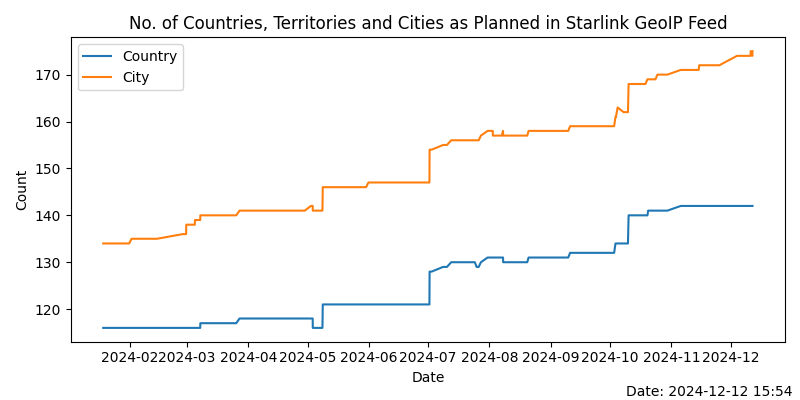 No. of Countries, Territories and Cities as Planned in Starlink GeoIP Feed
Country
City
Count
170
160
150
140
130
120
2024-02 2024-03 2024-04 2024-05 2024-06 2024-07 2024-08 2024-09 2024-10 2024-11 2024-12
Date
Date: 2024-12-12 15:54